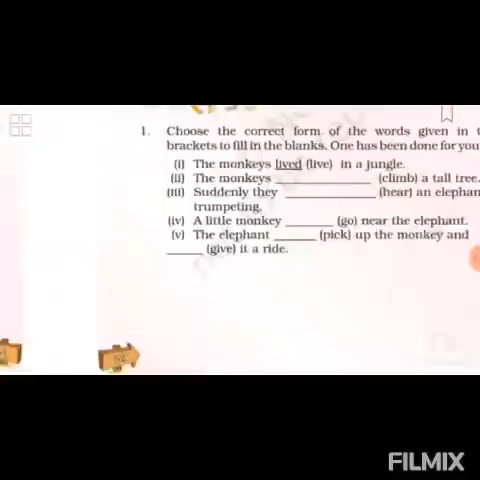 1. Choose the correct form of the words given in t
brackets to fill in the blanks. One has been done for you
(i) The monkeys lived (live) in a jungle.
(ii) The monkeys ____________ (climb) a tall tree.
(iii) Suddenly they ____________ (hear) an elephan
trumpeting.
(iv) A little monkey ______ (go) near the elephant.
(v) The elephant _____ (pick) up the monkey and
_____ (give) it a ride.
FILMIX